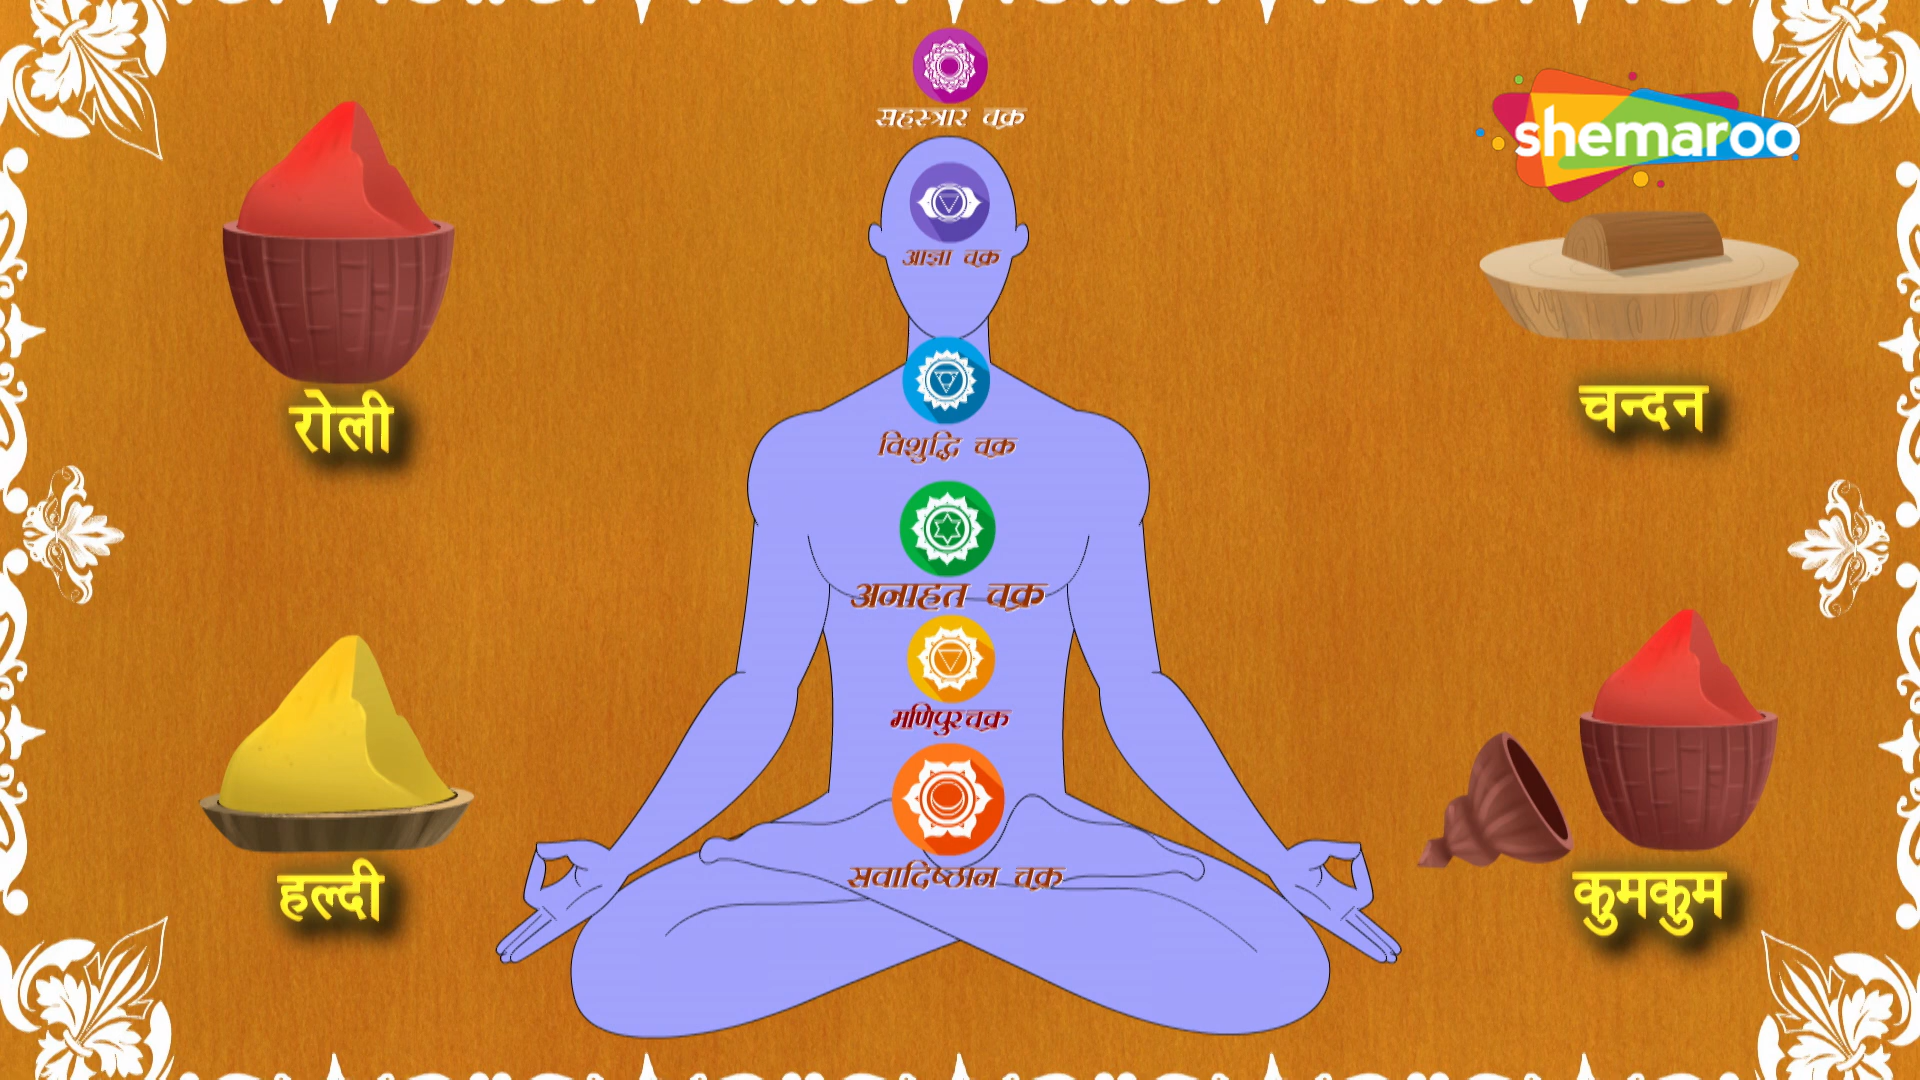 सहस्त्रार चक्र
shemaroo
आज्ञा चक्र
रोली
चन्दन
विशुद्धि चक्र
अनाहत चक्र
मणिपुर चक्र
सवादिष्ठान चक्र
हल्दी
कुमकुम